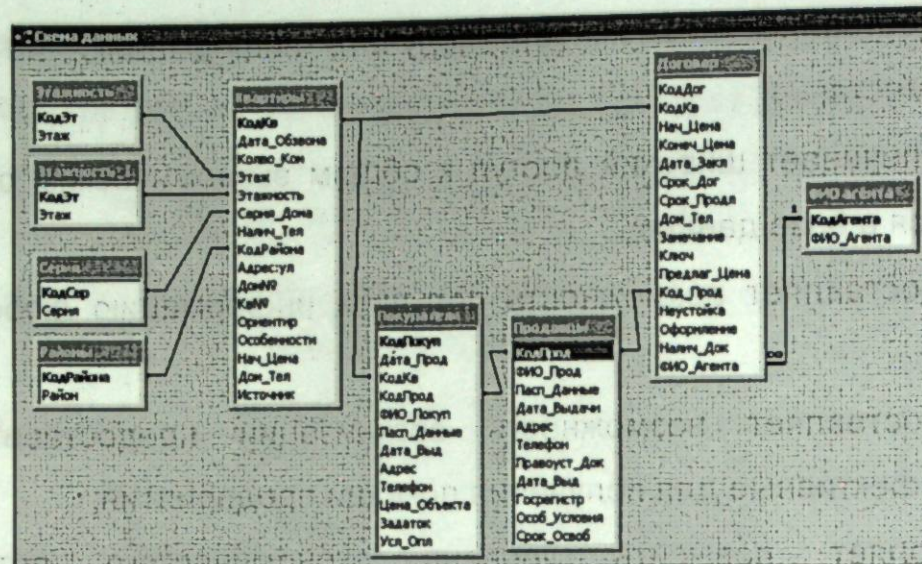 Схема данных
Этажность
КодЭт
Этаж
Этажность_1
КодЭт
Этаж
Серия
КодСер
Серия
Районы
КодРайона
Район
Квартиры
КодКв
Дата_Обзвона
Колво_Ком
Этаж
Этажность
Серия_Дома
Налич_Тел
КодРайона
Адрес:ул
Дом№
Кв№
Ориентир
Особенности
Нач_Цена
Дом_Тел
Источник
Покупатели
КодПокуп
Дата_Прод
КодКв
КодПрод
ФИО_Покуп
Пасп_Данные
Дата_Выд
Адрес
Телефон
Цена_Объекта
Задаток
Усл_Опл
Продавцы
КодПрод
ФИО_Прод
Пасп_Данные
Дата_Выдачи
Адрес
Телефон
Правоуст_Док
Дата_Выд
Госрегистр
Особ_Условия
Срок_Освоб
Договер
КодДог
КодКв
Нач_Цена
Конеч_Цена
Дата_Закл
Срок_Дог
Срок_Продл
Дом_Тел
Замечание
Ключ
Предлаг_Цена
Код_Прод
Неустойка
Оформление
Налич_Док
ФИО_Агента
1
∞
ФИО агента
КодАгента
ФИО_Агента